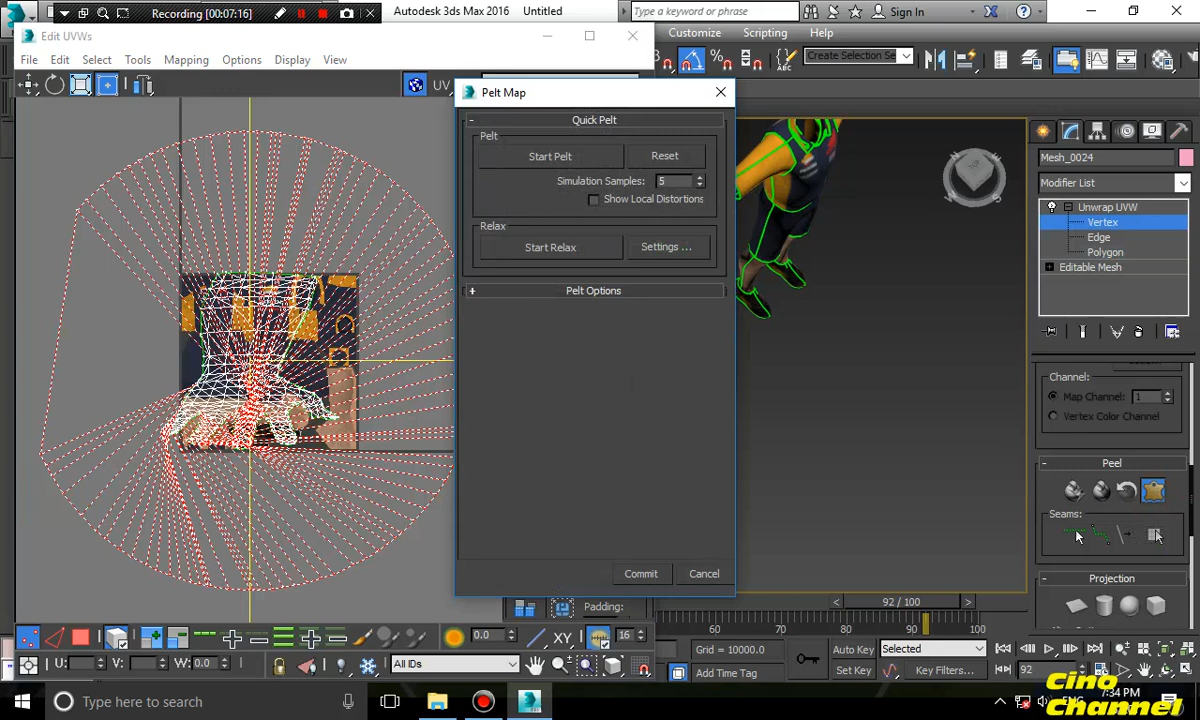 Recording [00:07:16]
Autodesk 3ds Max 2016 Untitled
Type a keyword or phrase
Sign In
Edit UVWs
Customize Scripting Help
File Edit Select Tools Mapping Options Display View
Create Selection Se
UV
Pelt Map
Quick Pelt
Pelt
Start Pelt Reset
Simulation Samples: 5
Show Local Distortions
Relax
Start Relax Settings ...
Pelt Options
Commit Cancel
Mesh_0024
Modifier List
Unwrap UVW
Vertex
Edge
Polygon
Editable Mesh
Channel:
Map Channel: 1
Vertex Color Channel
Peel
Seams:
Projection
Padding:
92 / 100
60 70 80 90 100
0.0 XY 16
Grid = 10000.0
Auto Key Selected
U: V: W: 0.0 All IDs
Add Time Tag
Set Key Key Filters... 92
Type here to search
7:34 PM
Cino
Channel